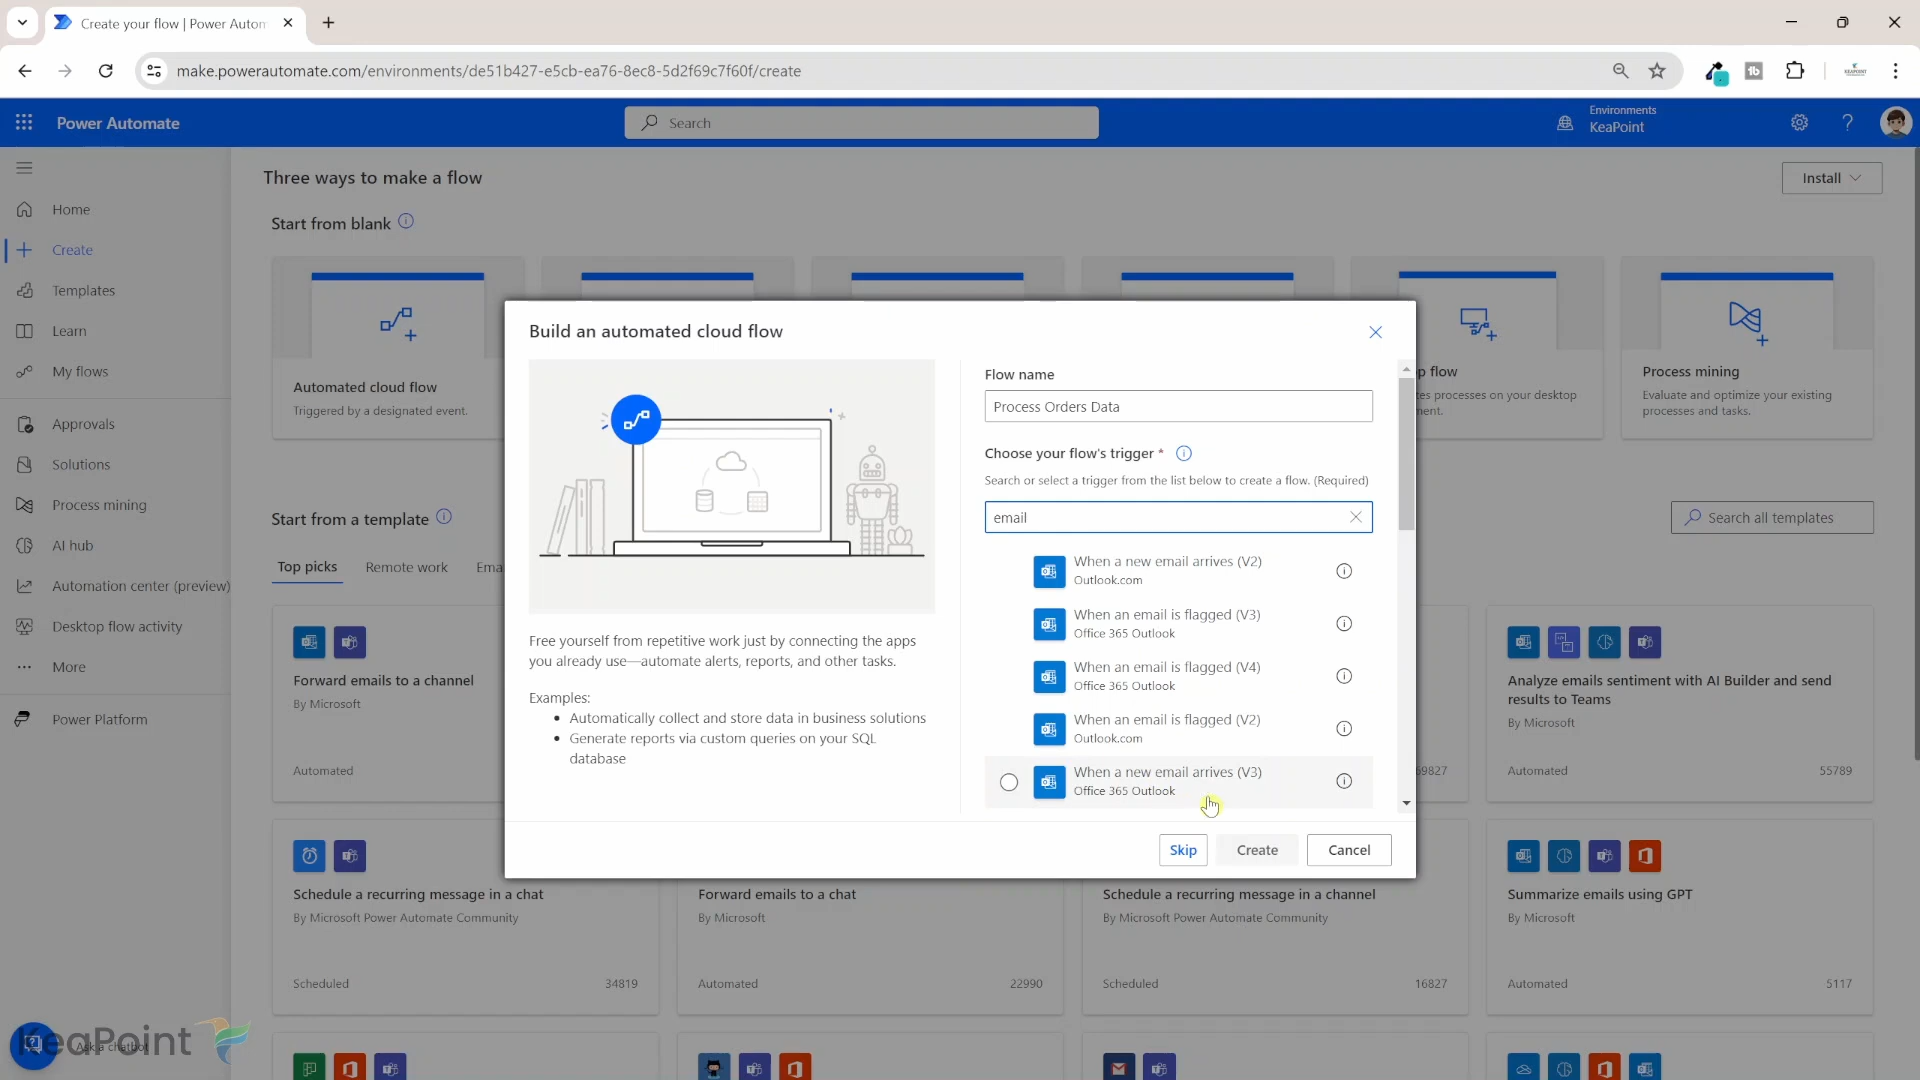 Create your flow | Power Autom
make.powerautomate.com/environments/de51b427-e5cb-ea76-8ec8-5d2f69c7f60f/create
Power Automate
Search
Environments
KeaPoint
Three ways to make a flow
Install
Home
Create
Templates
Learn
My flows
Approvals
Solutions
Process mining
AI hub
Automation center (preview)
Desktop flow activity
More
Power Platform
Start from blank
Automated cloud flow
Triggered by a designated event.
p flow
tes processes on your desktop
ment.
Process mining
Evaluate and optimize your existing
processes and tasks.
Start from a template
Search all templates
Top picks
Remote work
Ema
Build an automated cloud flow
Free yourself from repetitive work just by connecting the apps
you already use—automate alerts, reports, and other tasks.
Examples:
• Automatically collect and store data in business solutions
• Generate reports via custom queries on your SQL
database
Flow name
Process Orders Data
Choose your flow's trigger *
Search or select a trigger from the list below to create a flow. (Required)
email
When a new email arrives (V2)
Outlook.com
When an email is flagged (V3)
Office 365 Outlook
When an email is flagged (V4)
Office 365 Outlook
When an email is flagged (V2)
Outlook.com
When a new email arrives (V3)
Office 365 Outlook
Skip
Create
Cancel
Forward emails to a channel
By Microsoft
Automated
69827
Analyze emails sentiment with AI Builder and send
results to Teams
By Microsoft
Automated
55789
Schedule a recurring message in a chat
By Microsoft Power Automate Community
Scheduled
34819
Forward emails to a chat
By Microsoft
Automated
22990
Schedule a recurring message in a channel
By Microsoft Power Automate Community
Scheduled
16827
Summarize emails using GPT
By Microsoft
Automated
5117
KeaPoint
Ask a chatbot